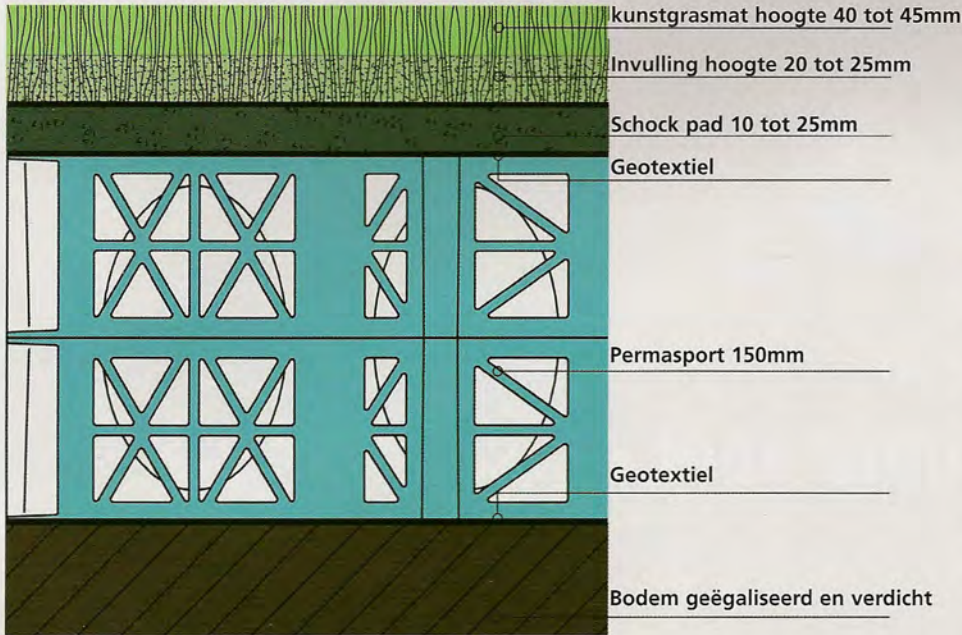 kunstgrasmat hoogte 40 tot 45mm
Invulling hoogte 20 tot 25mm
Schock pad 10 tot 25mm
Geotextiel
Permasport 150mm
Geotextiel
Bodem geëgaliseerd en verdicht